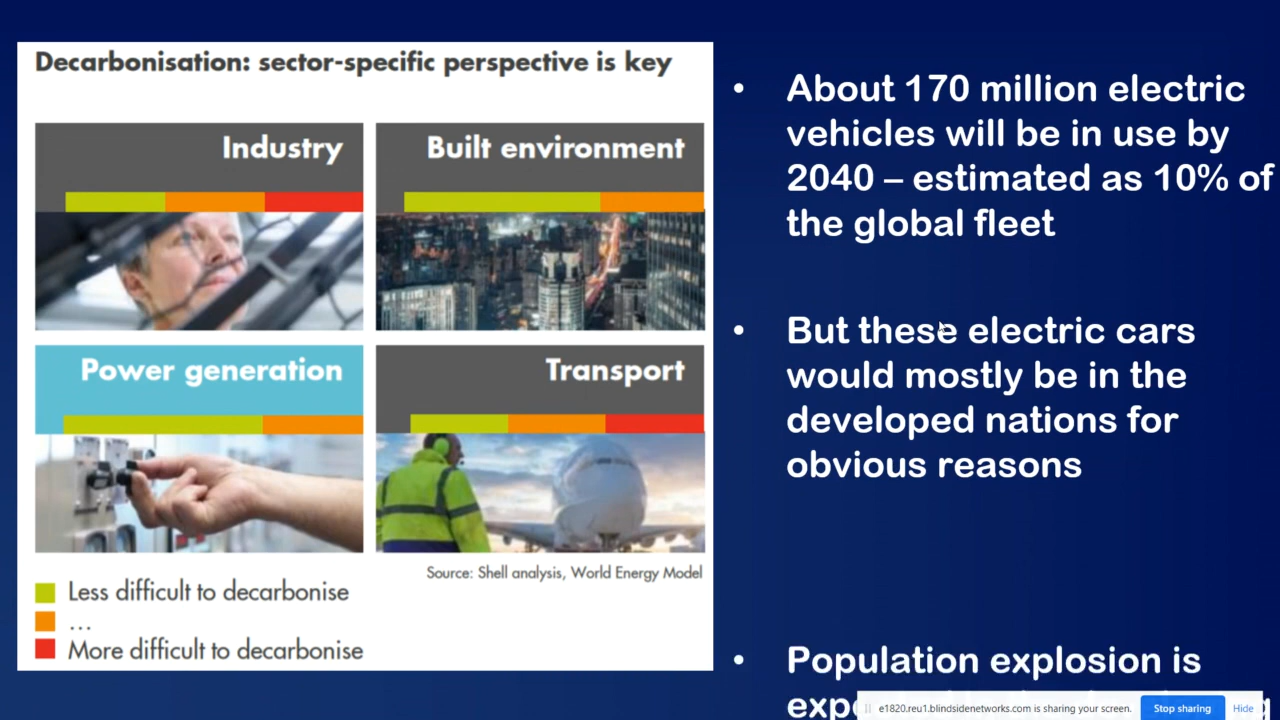 Decarbonisation: sector-specific perspective is key
Industry
Built environment
Power generation
Transport
Source: Shell analysis, World Energy Model
Less difficult to decarbonise
...
More difficult to decarbonise
• About 170 million electric
vehicles will be in use by
2040 – estimated as 10% of
the global fleet
• But these electric cars
would mostly be in the
developed nations for
obvious reasons
• Population explosion is
e1820.reu1.blindsidenetworks.com is sharing your screen.
Stop sharing
Hide